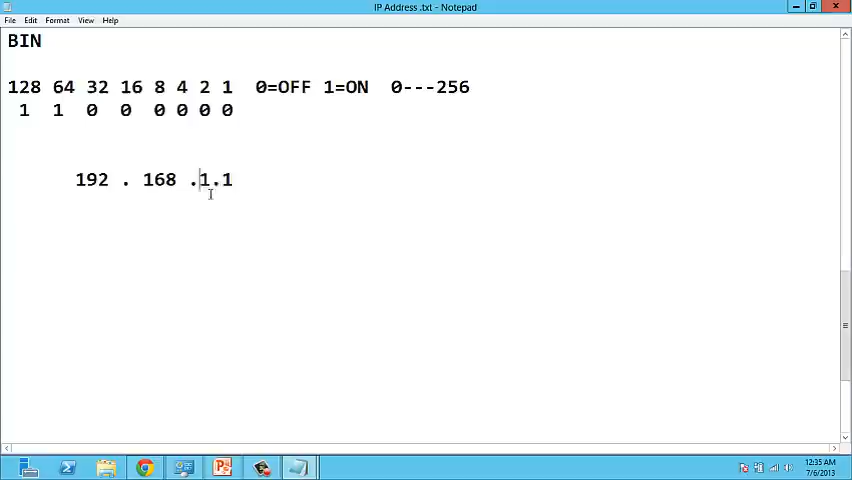 IP Address .txt - Notepad
File Edit Format View Help
BIN
128 64 32 16 8 4 2 1 0=OFF 1=ON 0---256
1 1 0 0 0 0 0 0
192 . 168 .1.1
12:35 AM
7/6/2013